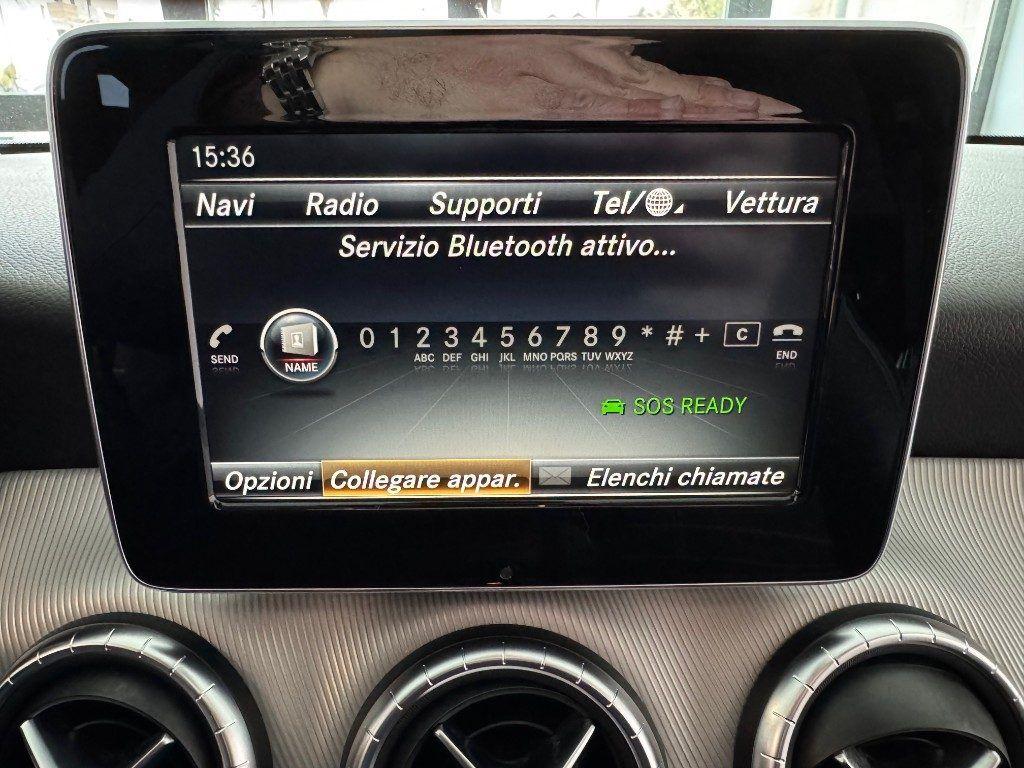 15:36
Navi Radio Supporti Tel/ Vettura
Servizio Bluetooth attivo...
SEND NAME 0 1 2 3 4 5 6 7 8 9 * # + C END
ABC DEF GHI JKL MNO PQRS TUV WXYZ
SOS READY
Opzioni Collegare appar. Elenchi chiamate